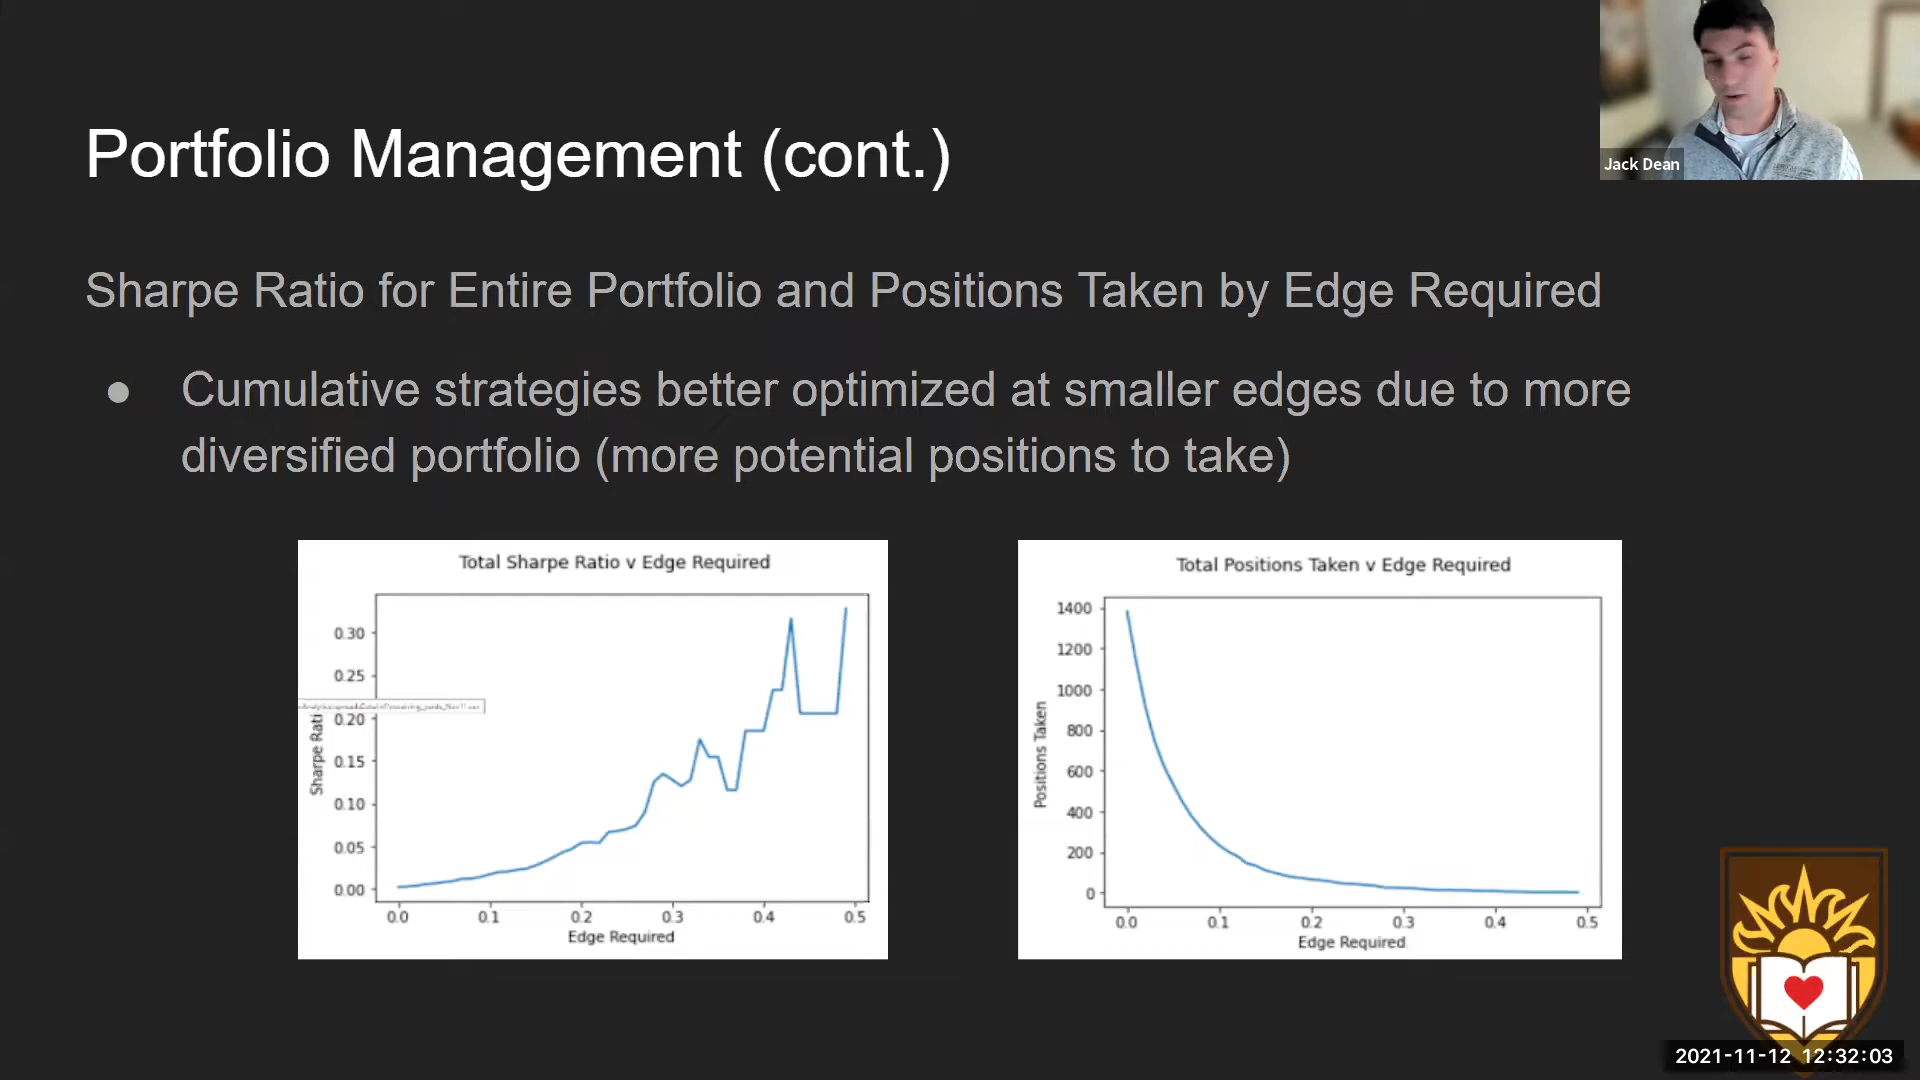 Jack Dean
Portfolio Management (cont.)
Sharpe Ratio for Entire Portfolio and Positions Taken by Edge Required
● Cumulative strategies better optimized at smaller edges due to more
diversified portfolio (more potential positions to take)
Total Sharpe Ratio v Edge Required
0.30
0.25
0.20
0.15
0.10
0.05
0.00
Sharpe Rati
0.0 0.1 0.2 0.3 0.4 0.5
Edge Required
Total Positions Taken v Edge Required
1400
1200
1000
800
600
400
200
0
Positions Taken
0.0 0.1 0.2 0.3 0.4 0.5
Edge Required
2021-11-12 12:32:03